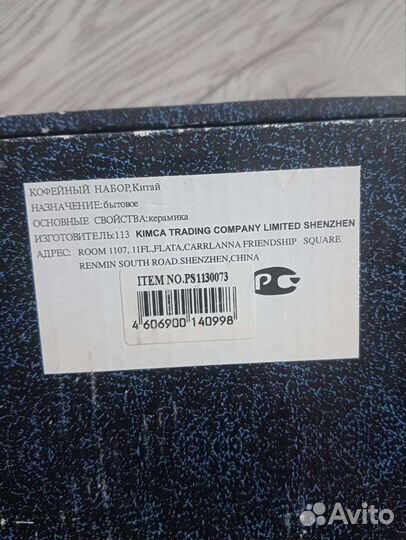 КОФЕЙНЫЙ НАБОР,Китай
НАЗНАЧЕНИЕ:бытовое
ОСНОВНЫЕ СВОЙСТВА:керамика
ИЗГОТОВИТЕЛЬ:113 KIMCA TRADING COMPANY LIMITED SHENZHEN
АДРЕС: ROOM 1107, 11FL,FLATA,CARRLANNA FRIENDSHIP SQUARE
RENMIN SOUTH ROAD.SHENZHEN,CHINA
ITEM NO.PS1130073
4 606900 140998
РС
Avito